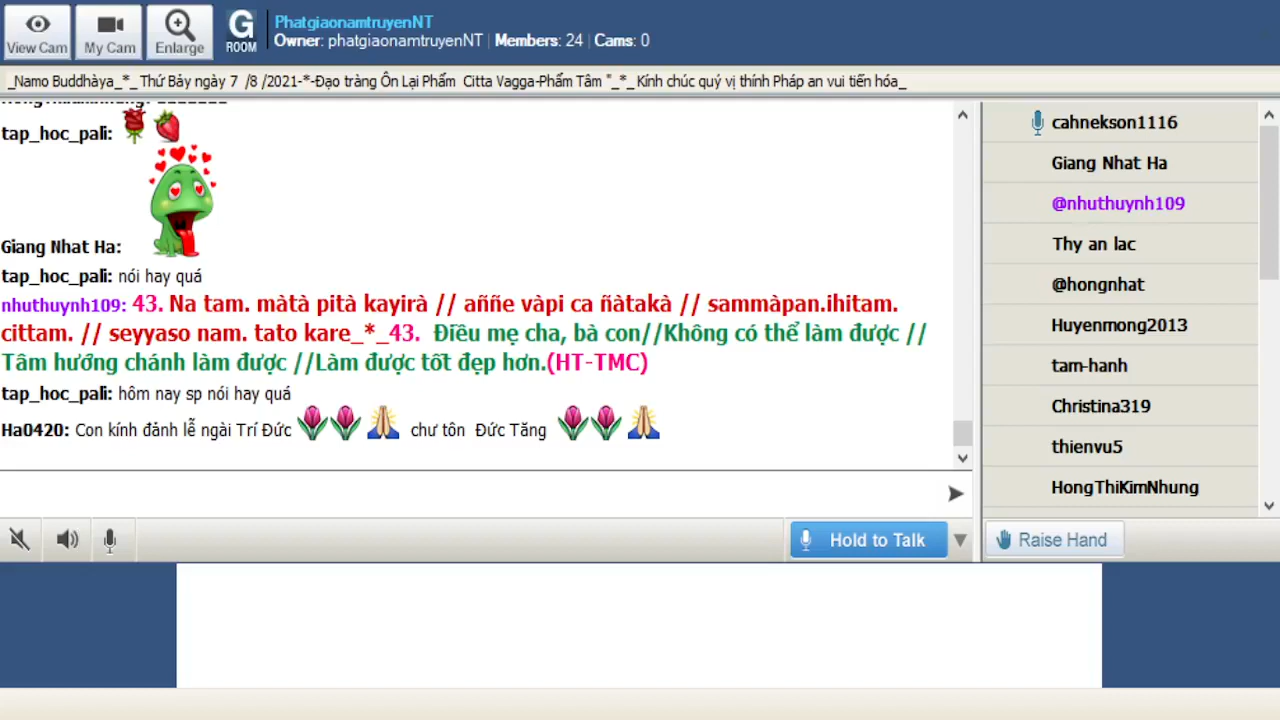 View Cam
My Cam
Enlarge
G
ROOM
PhatgiaonamtruyenNT
Owner: phatgiaonamtruyenNT | Members: 24 | Cams: 0
_Namo Buddhàya_*_Thứ Bảy ngày 7 /8 /2021-*-Đạo tràng Ôn Lại Phẩm Citta Vagga-Phẩm Tâm "_*_Kính chúc quý vị thính Pháp an vui tiến hóa_
tap_hoc_pali:
Giang Nhat Ha:
tap_hoc_pali: nói hay quá
nhuthuynh109: 43. Na tam. màtà pità kayirà // aññe vàpi ca ñàtakà // sammàpan.ihitam.
cittam. // seyyaso nam. tato kare_*_43. Điều mẹ cha, bà con//Không có thể làm được //
Tâm hướng chánh làm được //Làm được tốt đẹp hơn.(HT-TMC)
tap_hoc_pali: hôm nay sp nói hay quá
Ha0420: Con kính đảnh lễ ngài Trí Đức chư tôn Đức Tăng
cahnekson1116
Giang Nhat Ha
@nhuthuynh109
Thy an lac
@hongnhat
Huyenmong2013
tam-hanh
Christina319
thienvu5
HongThiKimNhung
Hold to Talk
Raise Hand